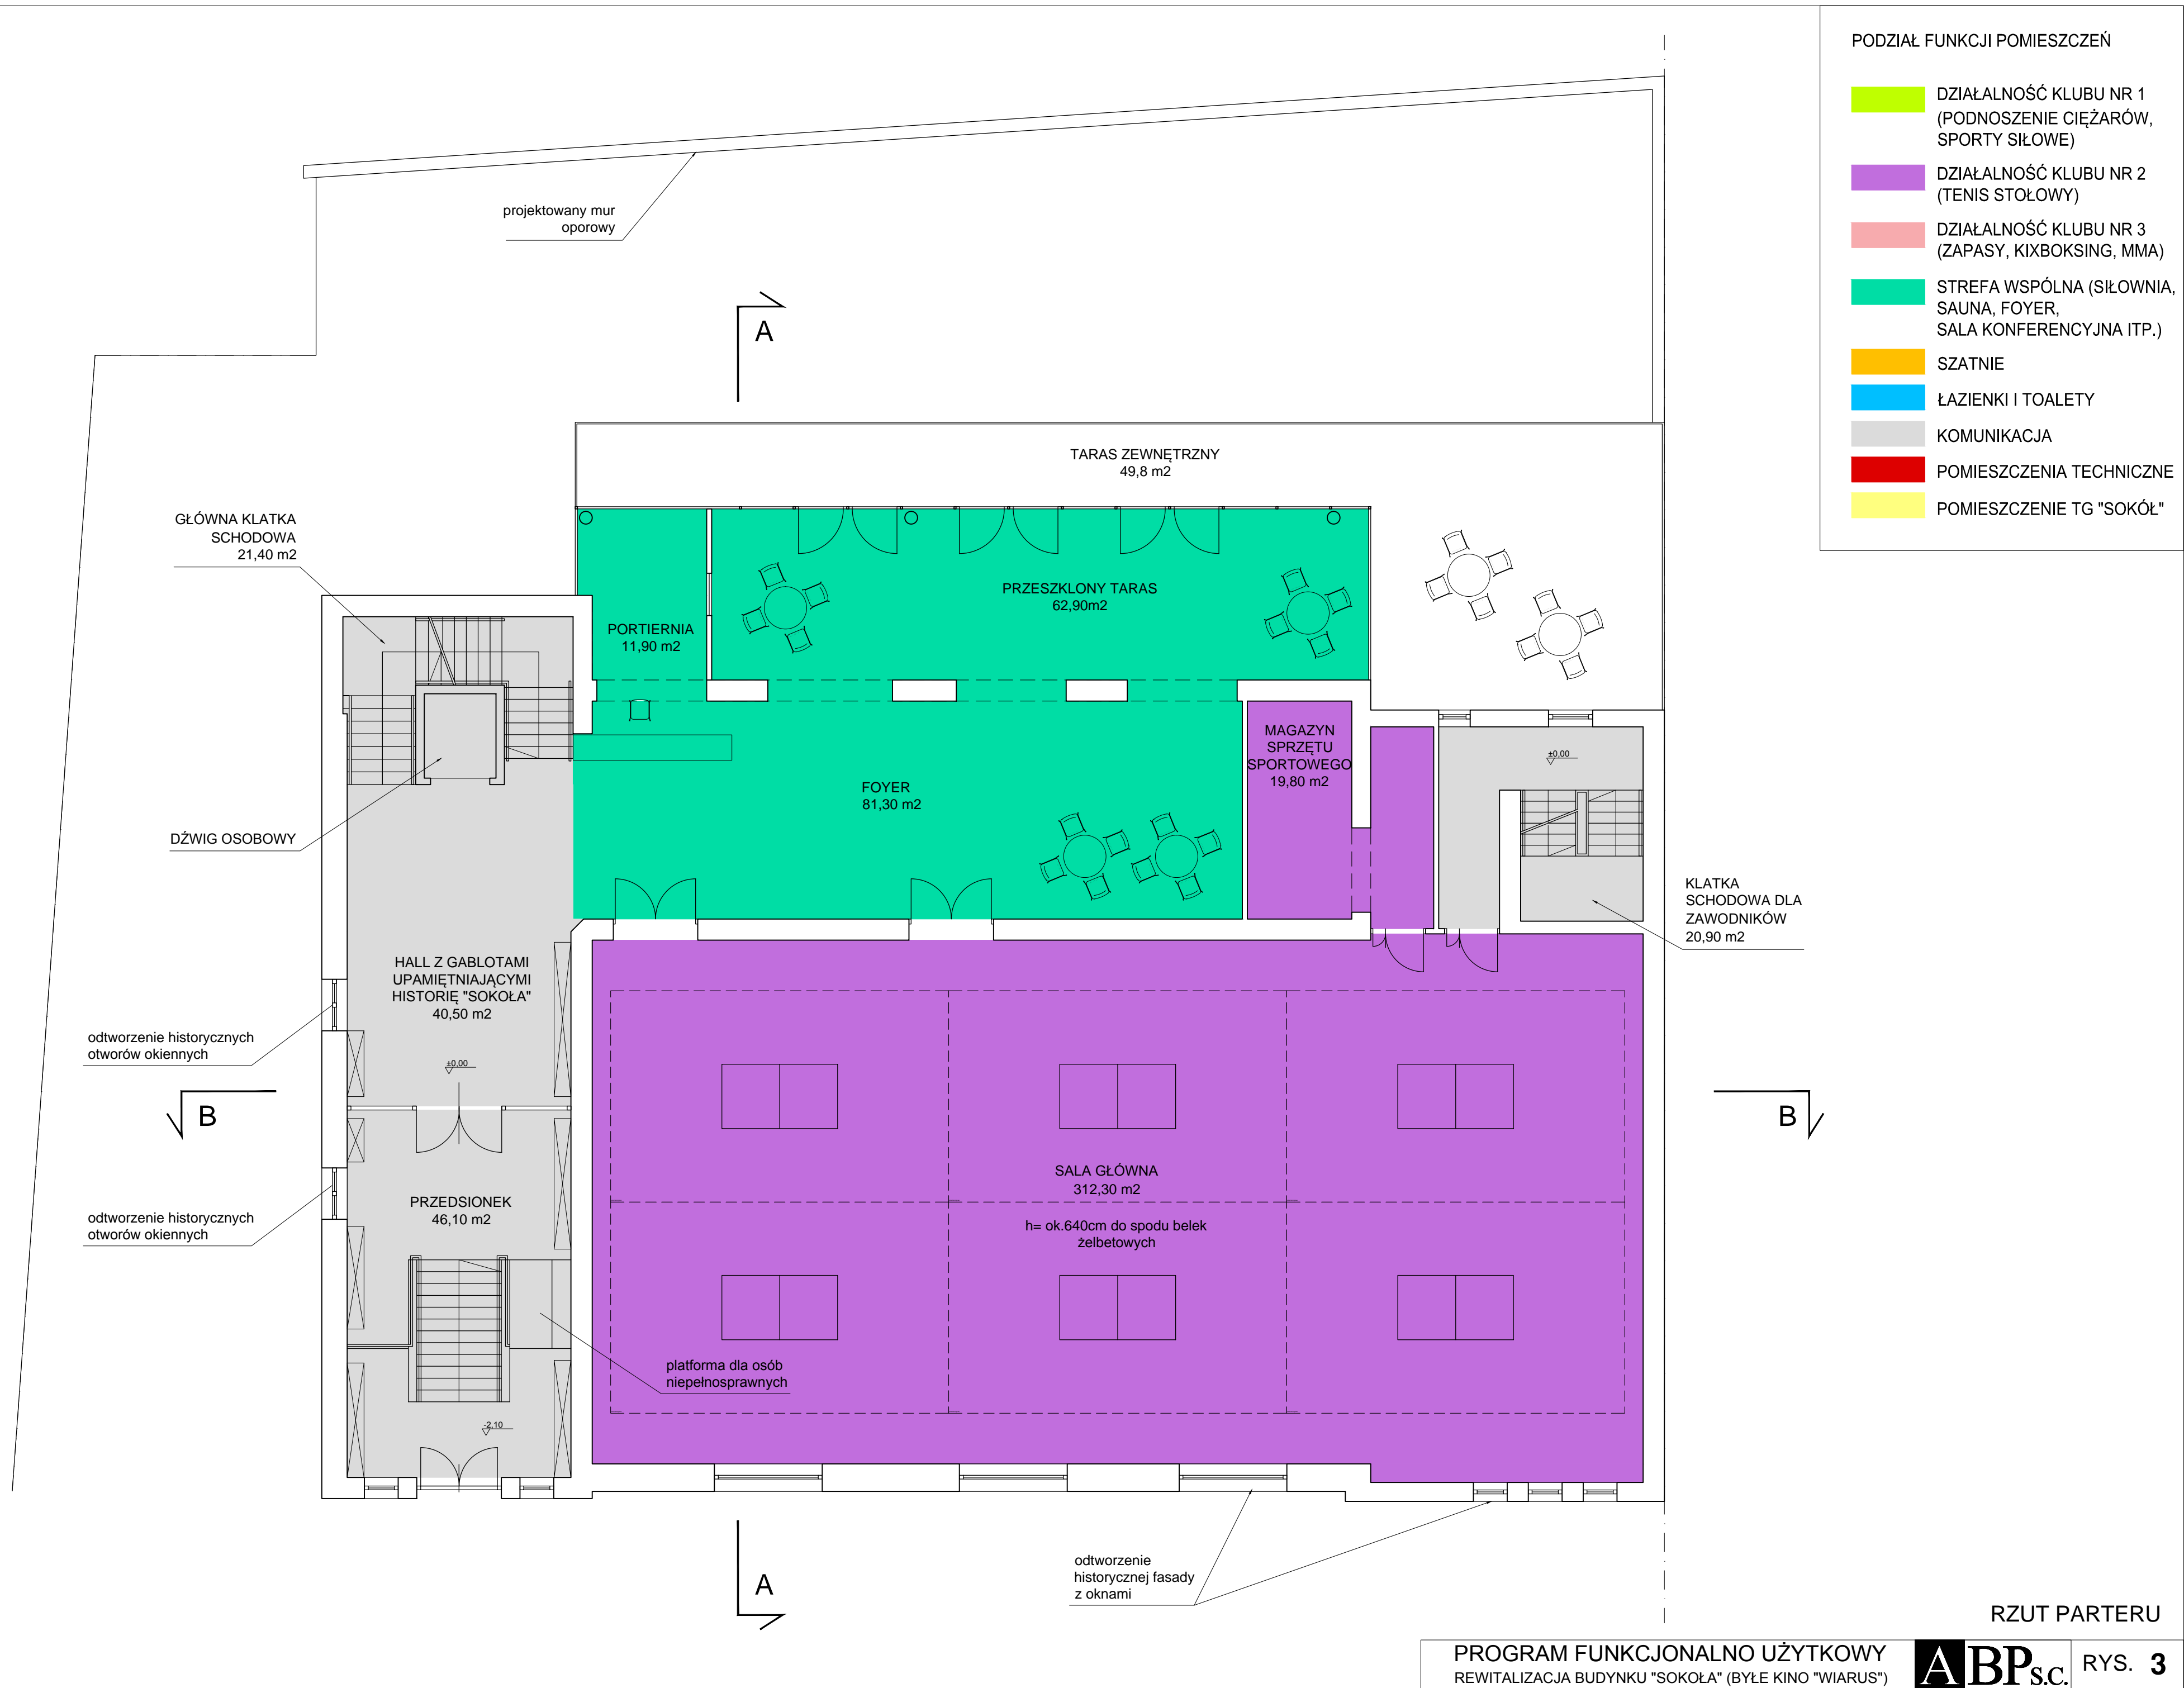 PODZIAŁ FUNKCJI POMIESZCZEŃ
DZIAŁALNOŚĆ KLUBU NR 1
(PODNOSZENIE CIĘŻARÓW,
SPORTY SIŁOWE)
DZIAŁALNOŚĆ KLUBU NR 2
(TENIS STOŁOWY)
DZIAŁALNOŚĆ KLUBU NR 3
(ZAPASY, KIXBOKSING, MMA)
STREFA WSPÓLNA (SIŁOWNIA,
SAUNA, FOYER,
SALA KONFERENCYJNA ITP.)
SZATNIE
ŁAZIENKI I TOALETY
KOMUNIKACJA
POMIESZCZENIA TECHNICZNE
POMIESZCZENIE TG "SOKÓŁ"
projektowany mur
oporowy
A
TARAS ZEWNĘTRZNY
49,8 m2
GŁÓWNA KLATKA
SCHODOWA
21,40 m2
PRZESZKLONY TARAS
62,90m2
PORTIERNIA
11,90 m2
MAGAZYN
SPRZĘTU
SPORTOWEGO
19,80 m2
±0,00
FOYER
81,30 m2
DŹWIG OSOBOWY
KLATKA
SCHODOWA DLA
ZAWODNIKÓW
20,90 m2
HALL Z GABLOTAMI
UPAMIĘTNIAJĄCYMI
HISTORIĘ "SOKOŁA"
40,50 m2
odtworzenie historycznych
otworów okiennych
±0,00
B
B
SALA GŁÓWNA
312,30 m2
h= ok.640cm do spodu belek
żelbetowych
PRZEDSIONEK
46,10 m2
odtworzenie historycznych
otworów okiennych
platforma dla osób
niepełnosprawnych
-2,10
A
odtworzenie
historycznej fasady
z oknami
RZUT PARTERU
PROGRAM FUNKCJONALNO UŻYTKOWY
REWITALIZACJA BUDYNKU "SOKOŁA" (BYŁE KINO "WIARUS")
ABP S.C.
RYS. 3